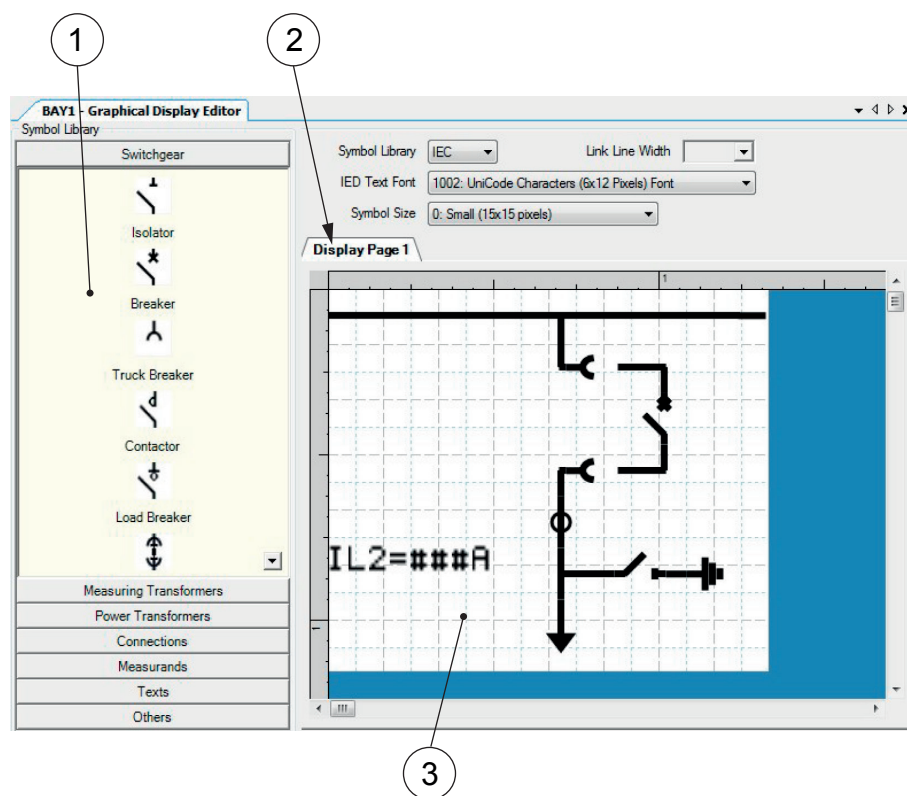 1
2
BAY1 - Graphical Display Editor
Symbol Library
Switchgear
Isolator
Breaker
Truck Breaker
Contactor
Load Breaker
Measuring Transformers
Power Transformers
Connections
Measurands
Texts
Others
Symbol Library IEC Link Line Width
IED Text Font 1002: UniCode Characters (6x12 Pixels) Font
Symbol Size 0: Small (15x15 pixels)
Display Page 1
1
IL2=###A
1
3